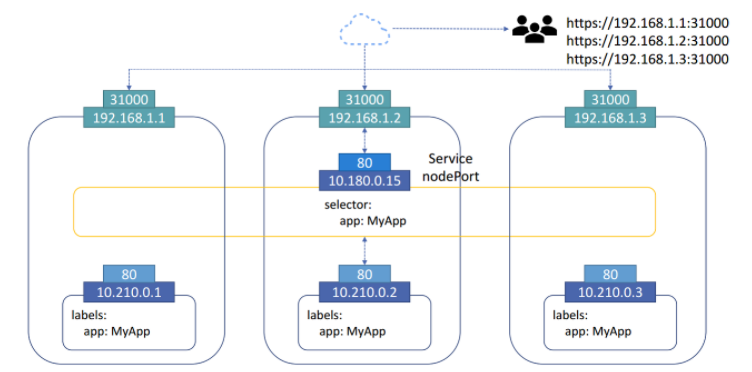 https://192.168.1.1:31000
https://192.168.1.2:31000
https://192.168.1.3:31000
31000
192.168.1.1
31000
192.168.1.2
31000
192.168.1.3
80
10.180.0.15
Service
nodePort
selector:
app: MyApp
80
10.210.0.1
labels:
app: MyApp
80
10.210.0.2
labels:
app: MyApp
80
10.210.0.3
labels:
app: MyApp